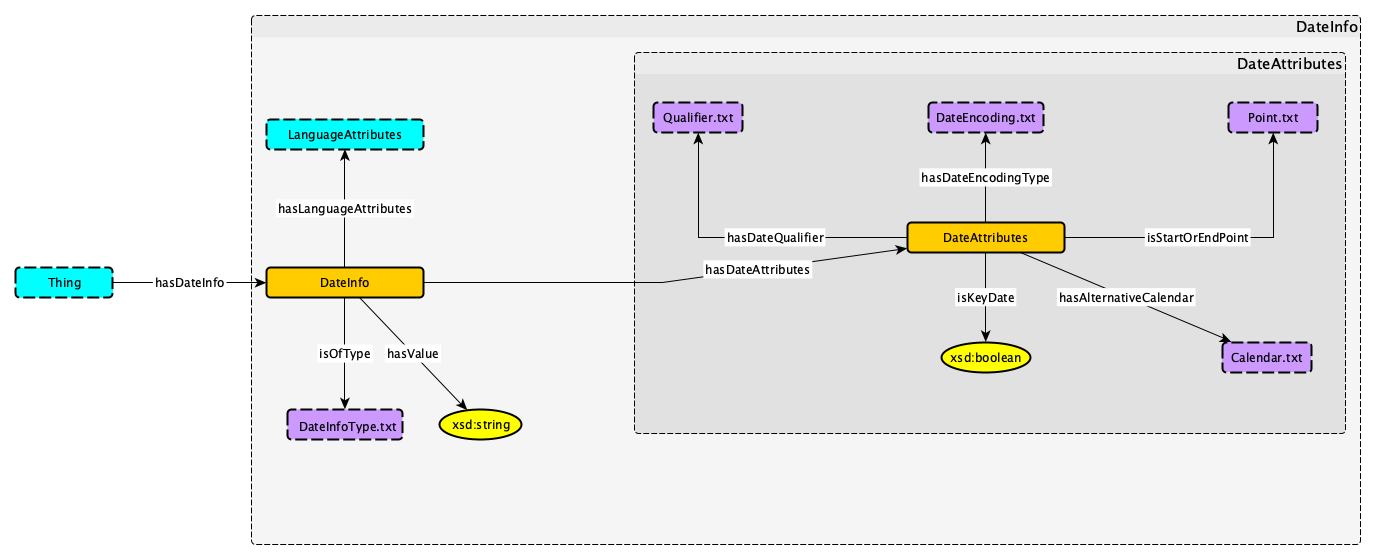 DateInfo
DateAttributes
Qualifier.txt
DateEncoding.txt
Point.txt
LanguageAttributes
hasDateEncodingType
hasLanguageAttributes
hasDateQualifier
DateAttributes
isStartOrEndPoint
hasDateAttributes
Thing
hasDateInfo
DateInfo
isKeyDate
hasAlternativeCalendar
isOfType
hasValue
xsd:boolean
Calendar.txt
DateInfoType.txt
xsd:string